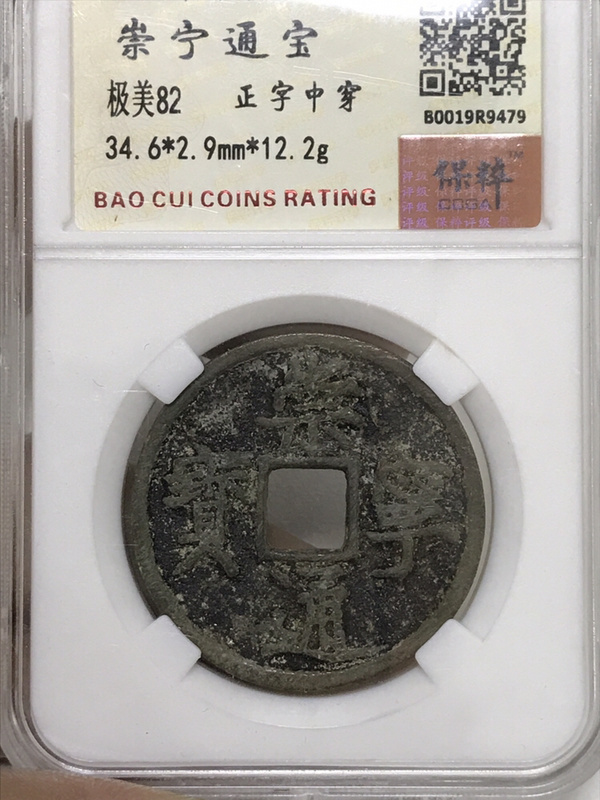 崇宁通宝
极美82 正字中穿
B0019R9479
34.6*2.9mm*12.2g
BAO CUI COINS RATING
保粹
崇
寶 寧
通